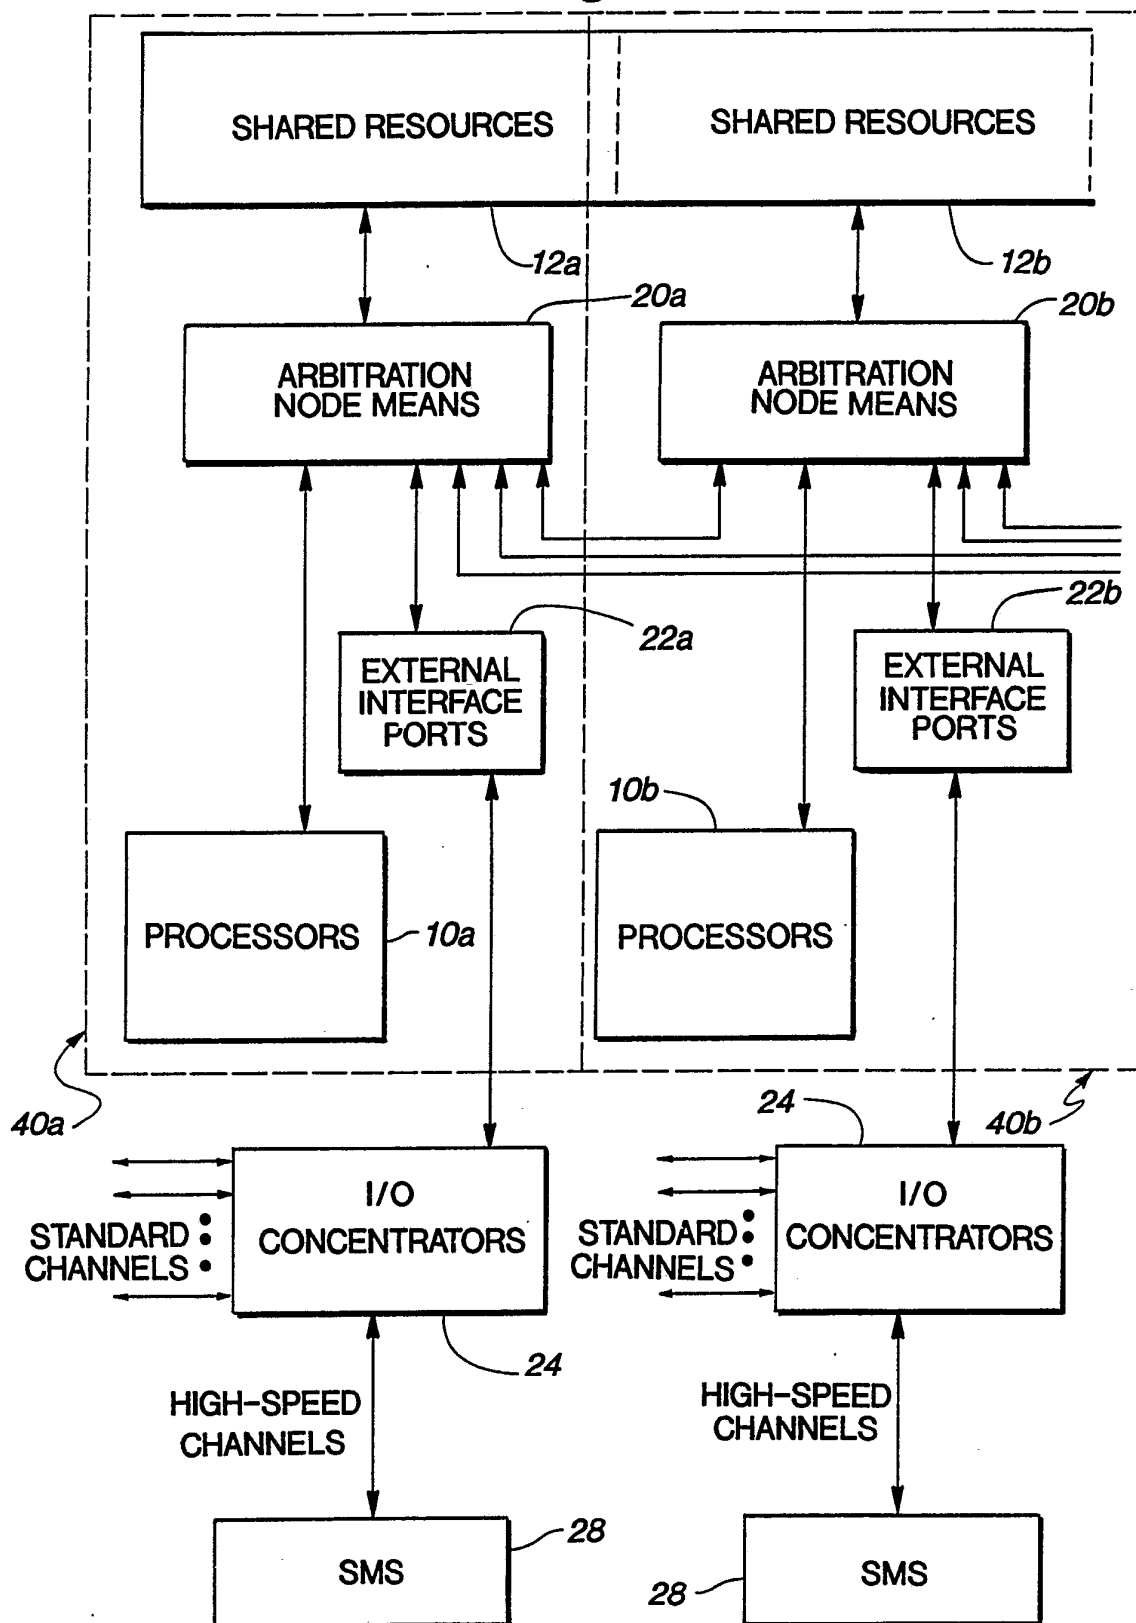 SHARED RESOURCES
SHARED RESOURCES
12a
12b
20a
20b
ARBITRATION
NODE MEANS
ARBITRATION
NODE MEANS
22a
22b
EXTERNAL
INTERFACE
PORTS
EXTERNAL
INTERFACE
PORTS
10b
PROCESSORS
10a
PROCESSORS
40a
24
40b
I/O
CONCENTRATORS
STANDARD
CHANNELS
I/O
CONCENTRATORS
STANDARD
CHANNELS
24
HIGH-SPEED
CHANNELS
HIGH-SPEED
CHANNELS
28
SMS
28
SMS